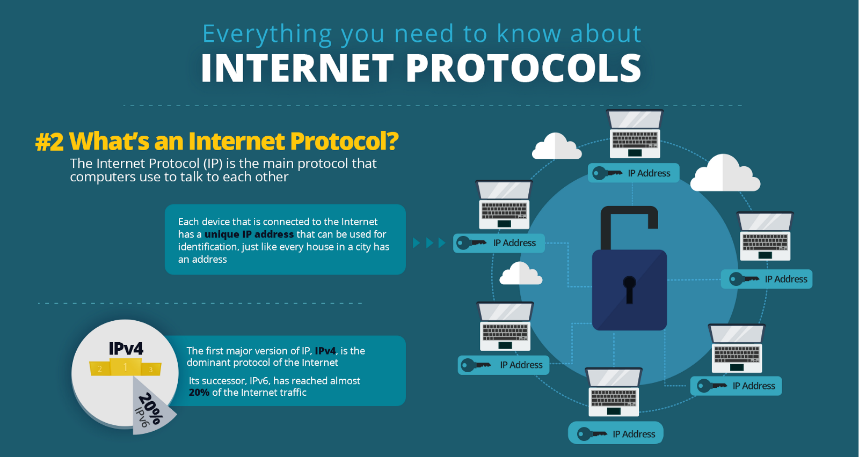 Everything you need to know about
INTERNET PROTOCOLS
#2 What's an Internet Protocol?
The Internet Protocol (IP) is the main protocol that
computers use to talk to each other
Each device that is connected to the Internet
has a unique IP address that can be used for
identification, just like every house in a city has
an address
IP Address
IP Address
IP Address
IP Address
IP Address
IP Address
IPv4
2 1 3
20%
IPv6
The first major version of IP, IPv4, is the
dominant protocol of the Internet
Its successor, IPv6, has reached almost
20% of the Internet traffic